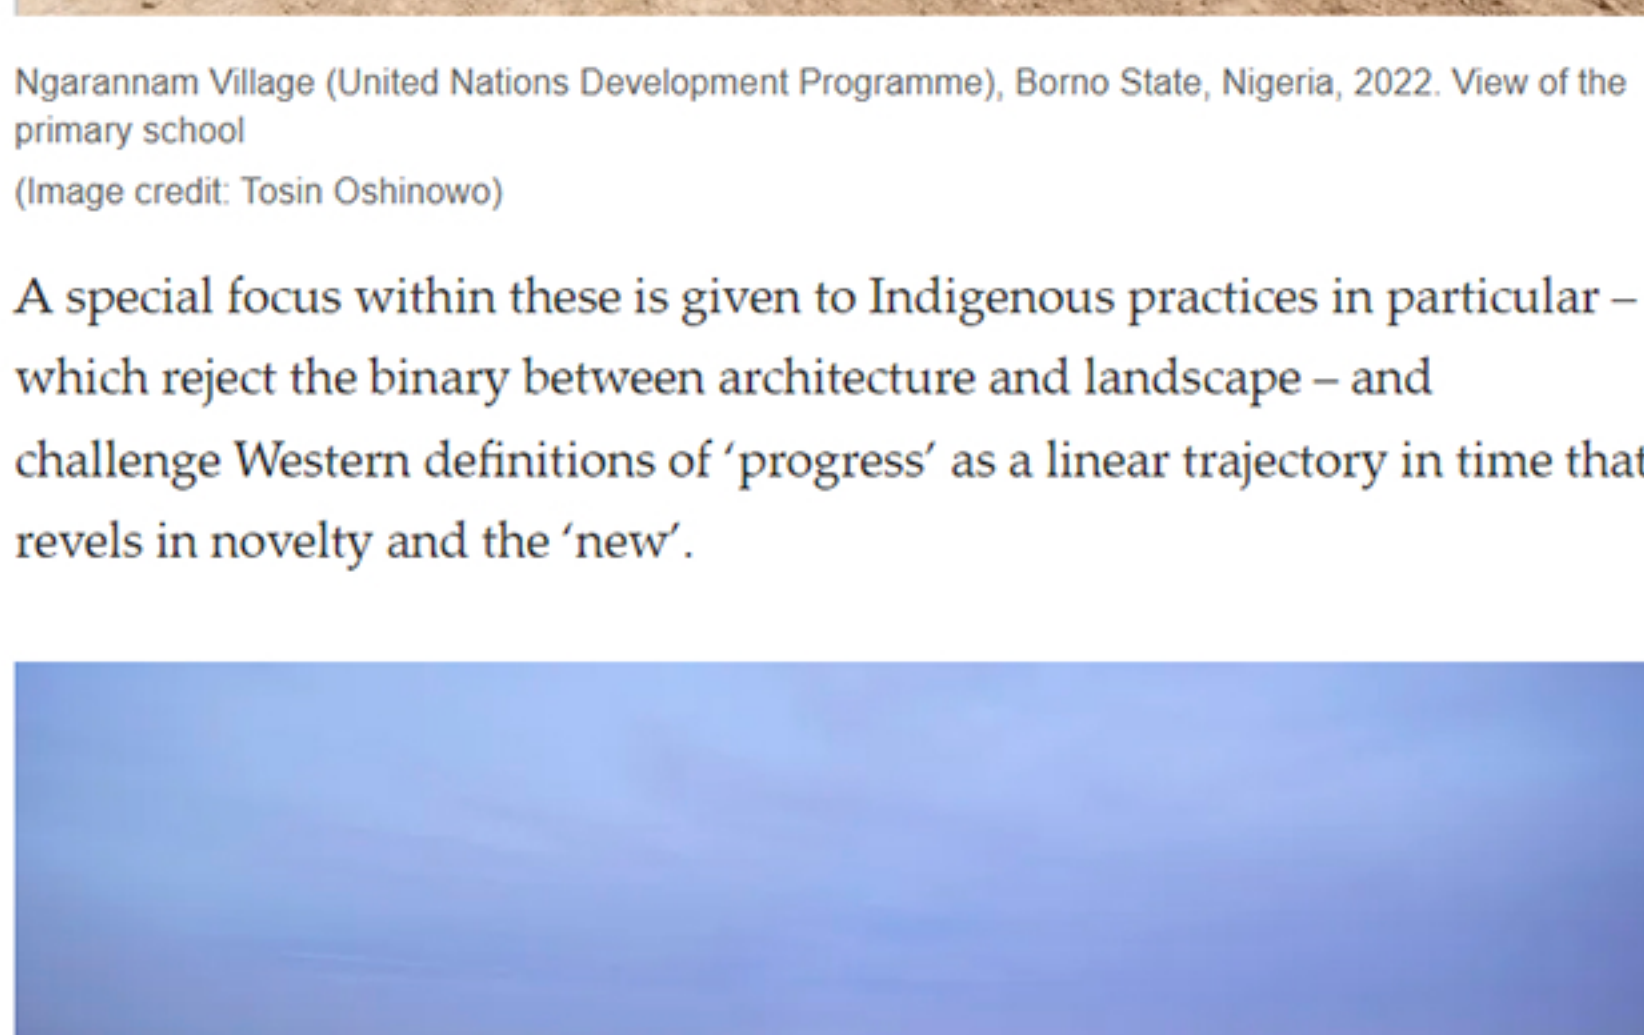 Ngarannam Village (United Nations Development Programme), Borno State, Nigeria, 2022. View of the
primary school
(Image credit: Tosin Oshinowo)
A special focus within these is given to Indigenous practices in particular –
which reject the binary between architecture and landscape – and
challenge Western definitions of ‘progress’ as a linear trajectory in time that
revels in novelty and the ‘new’.